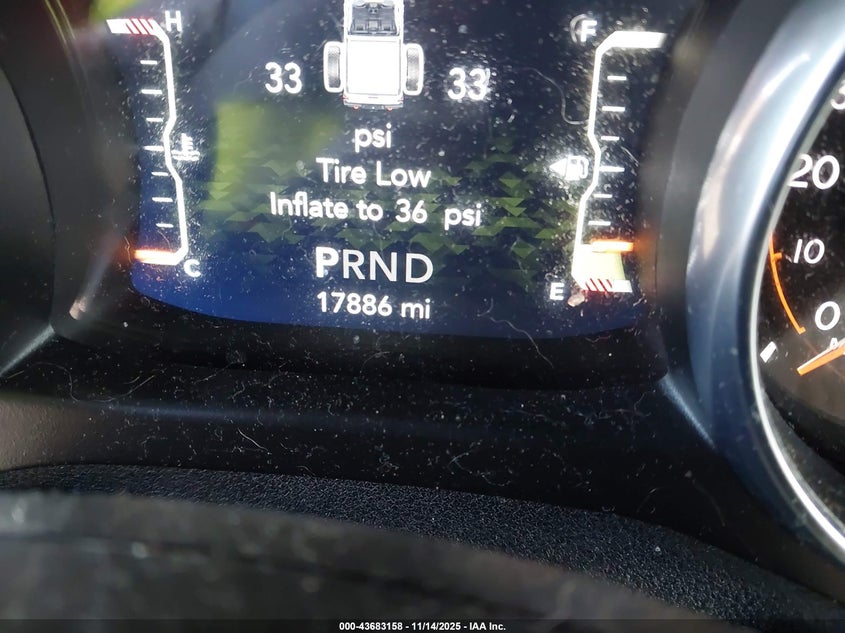 H
F
33 33
psi
Tire Low
Inflate to 36 psi
20
PRND
10
C
E
17886 mi
0
000-43683158 - 11/14/2025 - IAA Inc.